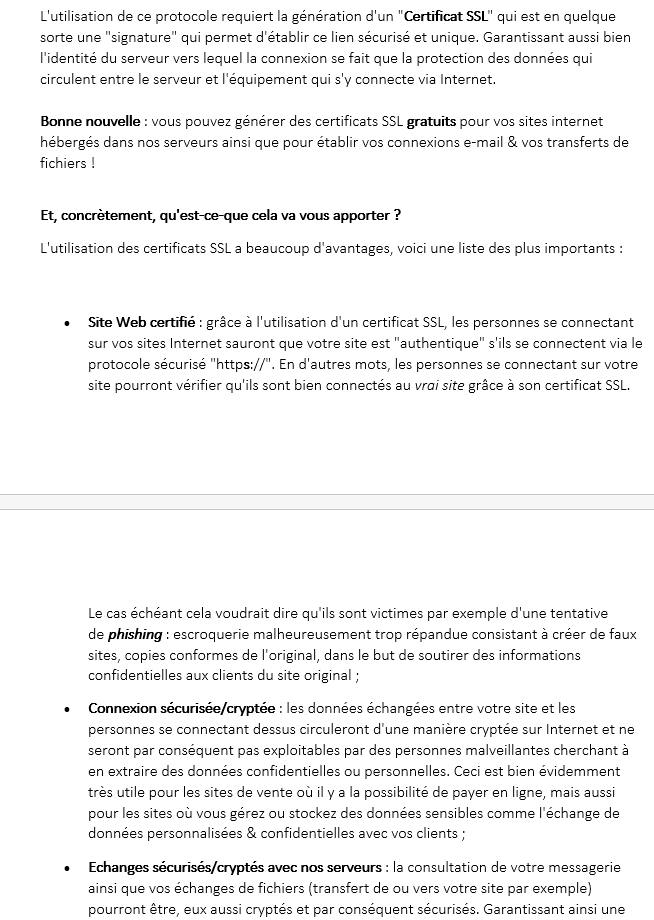 L'utilisation de ce protocole requiert la génération d'un "Certificat SSL" qui est en quelque
sorte une "signature" qui permet d'établir ce lien sécurisé et unique. Garantissant aussi bien
l'identité du serveur vers lequel la connexion se fait que la protection des données qui
circulent entre le serveur et l'équipement qui s'y connecte via Internet.
Bonne nouvelle : vous pouvez générer des certificats SSL gratuits pour vos sites internet
hébergés dans nos serveurs ainsi que pour établir vos connexions e-mail & vos transferts de
fichiers !
Et, concrètement, qu'est-ce-que cela va vous apporter ?
L'utilisation des certificats SSL a beaucoup d'avantages, voici une liste des plus importants :
• Site Web certifié : grâce à l'utilisation d'un certificat SSL, les personnes se connectant
sur vos sites Internet sauront que votre site est "authentique" s'ils se connectent via le
protocole sécurisé "https://". En d'autres mots, les personnes se connectant sur votre
site pourront vérifier qu'ils sont bien connectés au vrai site grâce à son certificat SSL.
Le cas échéant cela voudrait dire qu'ils sont victimes par exemple d'une tentative
de phishing : escroquerie malheureusement trop répandue consistant à créer de faux
sites, copies conformes de l'original, dans le but de soutirer des informations
confidentielles aux clients du site original ;
• Connexion sécurisée/cryptée : les données échangées entre votre site et les
personnes se connectant dessus circuleront d'une manière cryptée sur Internet et ne
seront par conséquent pas exploitables par des personnes malveillantes cherchant à
en extraire des données confidentielles ou personnelles. Ceci est bien évidemment
très utile pour les sites de vente où il y a la possibilité de payer en ligne, mais aussi
pour les sites où vous gérez ou stockez des données sensibles comme l'échange de
données personnalisées & confidentielles avec vos clients ;
• Echanges sécurisés/cryptés avec nos serveurs : la consultation de votre messagerie
ainsi que vos échanges de fichiers (transfert de ou vers votre site par exemple)
pourront être, eux aussi cryptés et par conséquent sécurisés. Garantissant ainsi une